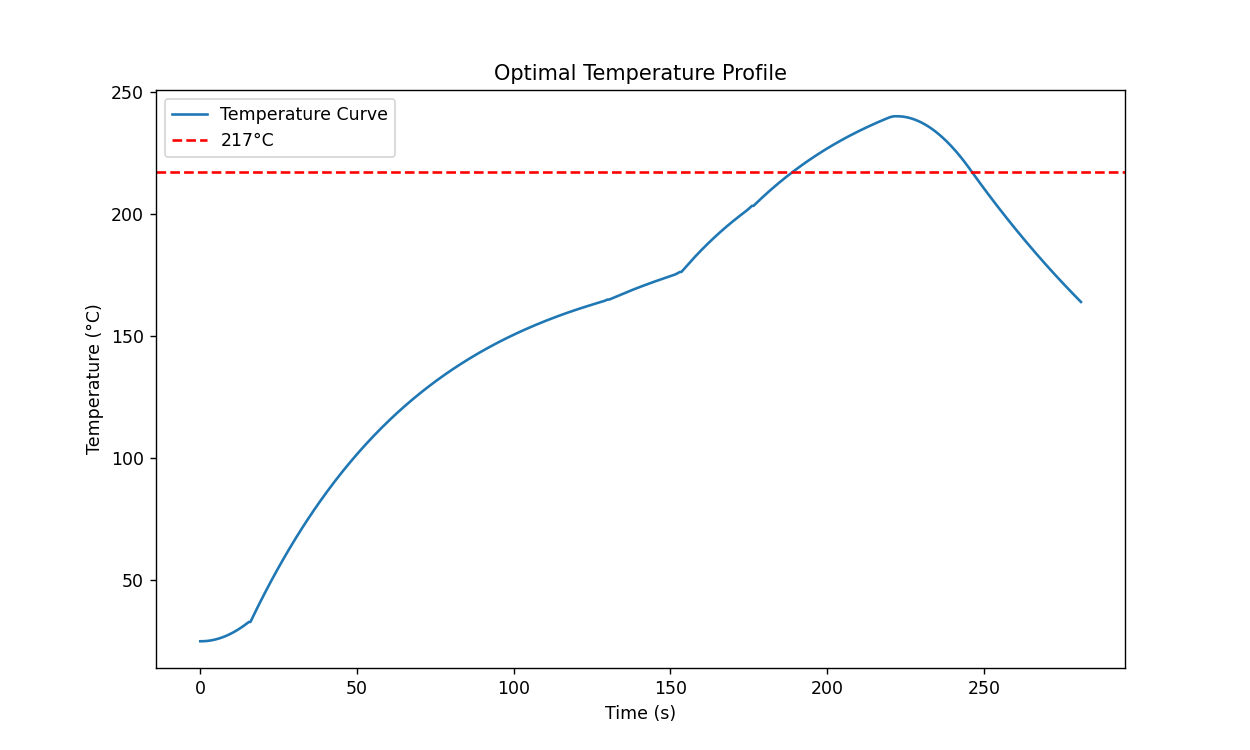 Optimal Temperature Profile
Temperature Curve
217°C
Temperature (°C)
250
200
150
100
50
0 50 100 150 200 250
Time (s)